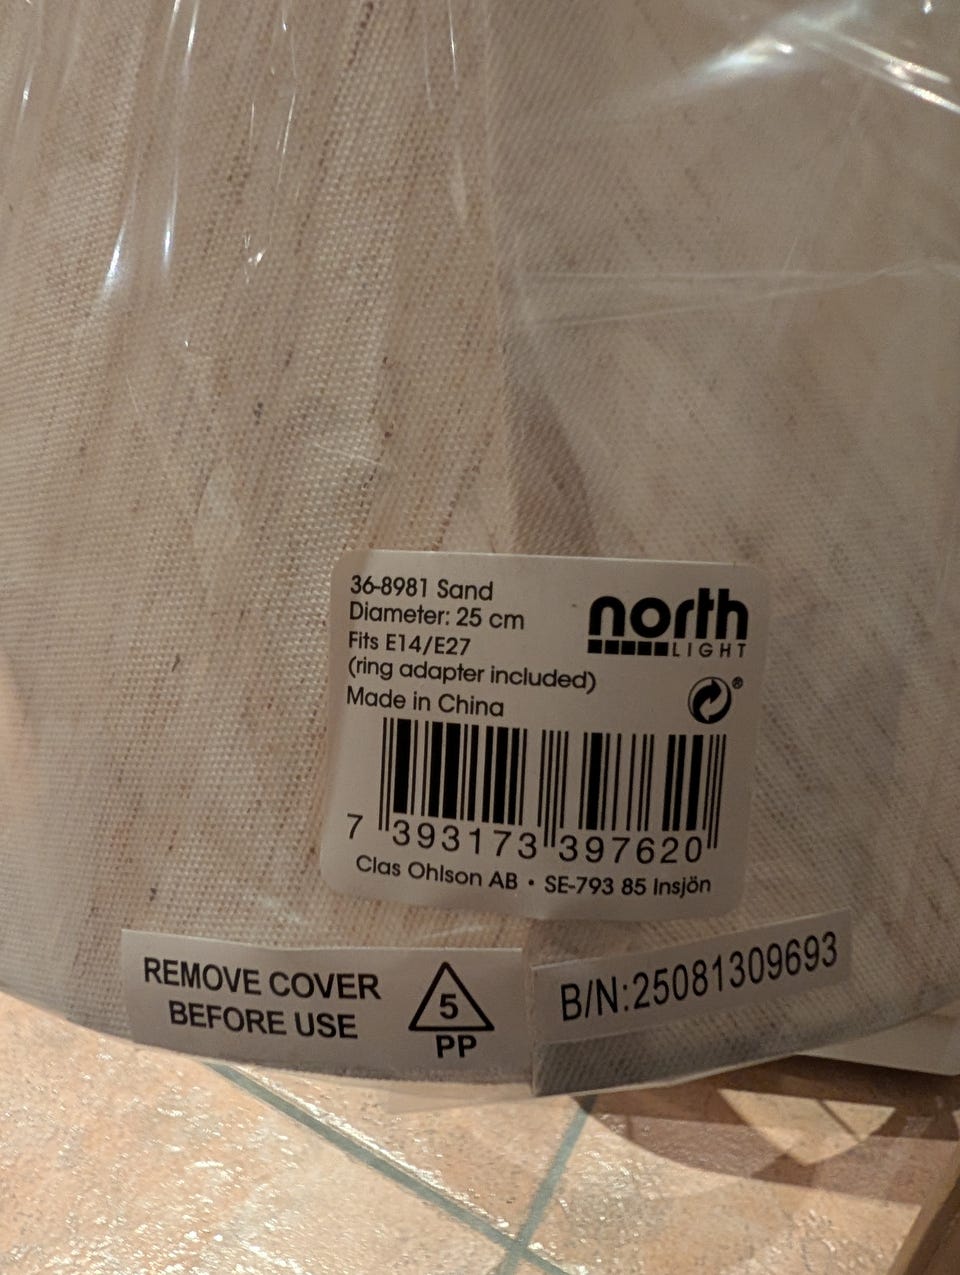 36-8981 Sand
Diameter: 25 cm
Fits E14/E27
(ring adapter included)
Made in China
north
LIGHT
®
7 393173 397620
Clas Ohlson AB • SE-793 85 Insjön
REMOVE COVER
BEFORE USE
5
PP
B/N:25081309693